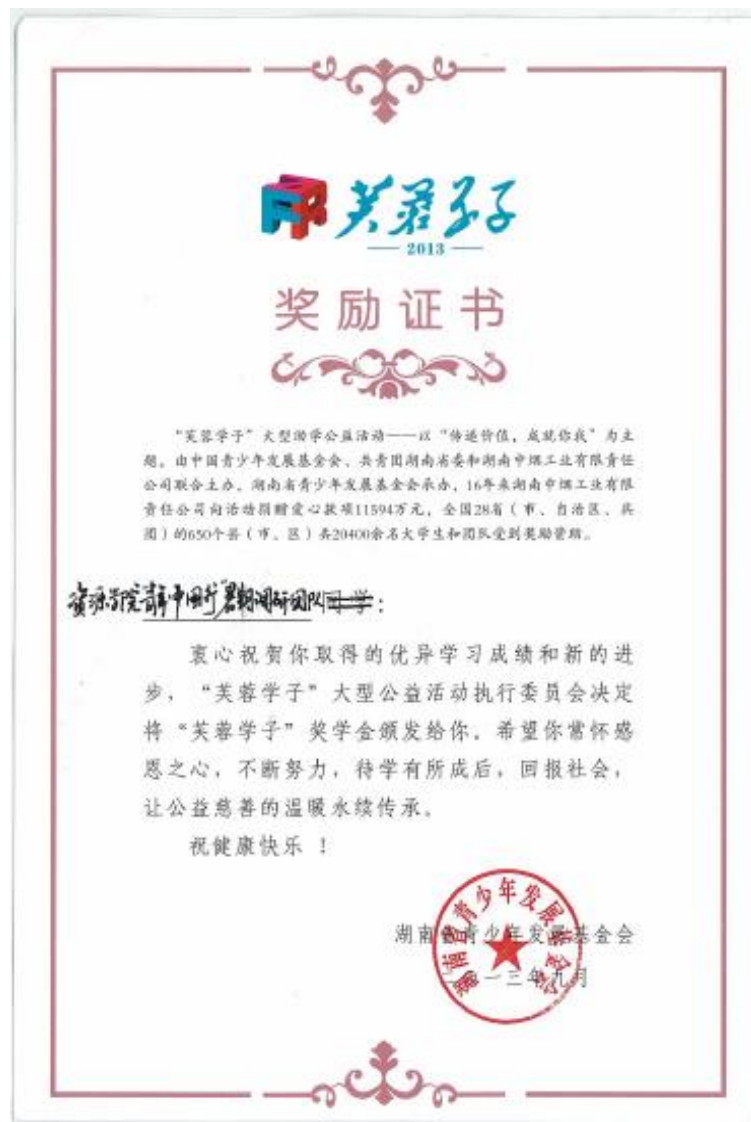 芙蓉学子
2013
奖励证书
“芙蓉学子”大型助学公益活动——以“传递价值，成就你我”为主
题，由中国青少年发展基金会、共青团湖南省委和湖南中烟工业有限责任
公司联合主办，湖南省青少年发展基金会承办，16年来湖南中烟工业有限
责任公司向活动捐赠爱心款项11594万元，全国28省（市、自治区、兵
团）的650个县（市、区）共20400余名大学生和团队受到奖励资助。
资源学院 中国行暑期调研团队同学：
衷心祝贺你取得的优异学习成绩和新的进
步，“芙蓉学子”大型公益活动执行委员会决定
将“芙蓉学子”奖学金颁发给你。希望你常怀感
恩之心，不断努力，待学有所成后，回报社会，
让公益慈善的温暖永续传承。
祝健康快乐 ！
湖南省青少年发展基金会
二〇一三年九月
湖南省青少年发展基金会